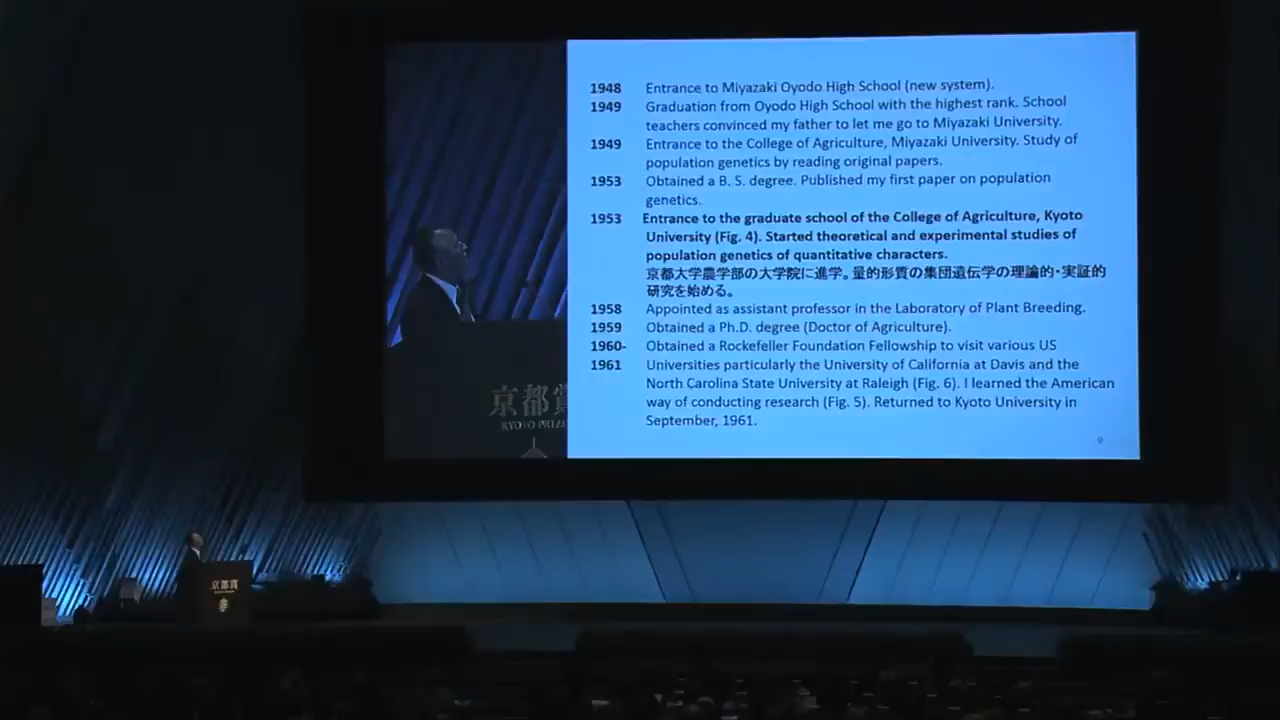 1948 Entrance to Miyazaki Oyodo High School (new system).
1949 Graduation from Oyodo High School with the highest rank. School
teachers convinced my father to let me go to Miyazaki University.
1949 Entrance to the College of Agriculture, Miyazaki University. Study of
population genetics by reading original papers.
1953 Obtained a B. S. degree. Published my first paper on population
genetics.
1953 Entrance to the graduate school of the College of Agriculture, Kyoto
University (Fig. 4). Started theoretical and experimental studies of
population genetics of quantitative characters.
京都大学農学部の大学院に進学。量的形質の集団遺伝学の理論的・実証的
研究を始める。
1958 Appointed as assistant professor in the Laboratory of Plant Breeding.
1959 Obtained a Ph.D. degree (Doctor of Agriculture).
1960- Obtained a Rockefeller Foundation Fellowship to visit various US
1961 Universities particularly the University of California at Davis and the
North Carolina State University at Raleigh (Fig. 6). I learned the American
way of conducting research (Fig. 5). Returned to Kyoto University in
September, 1961.
9
京都賞
KYOTO PRIZE
京都賞